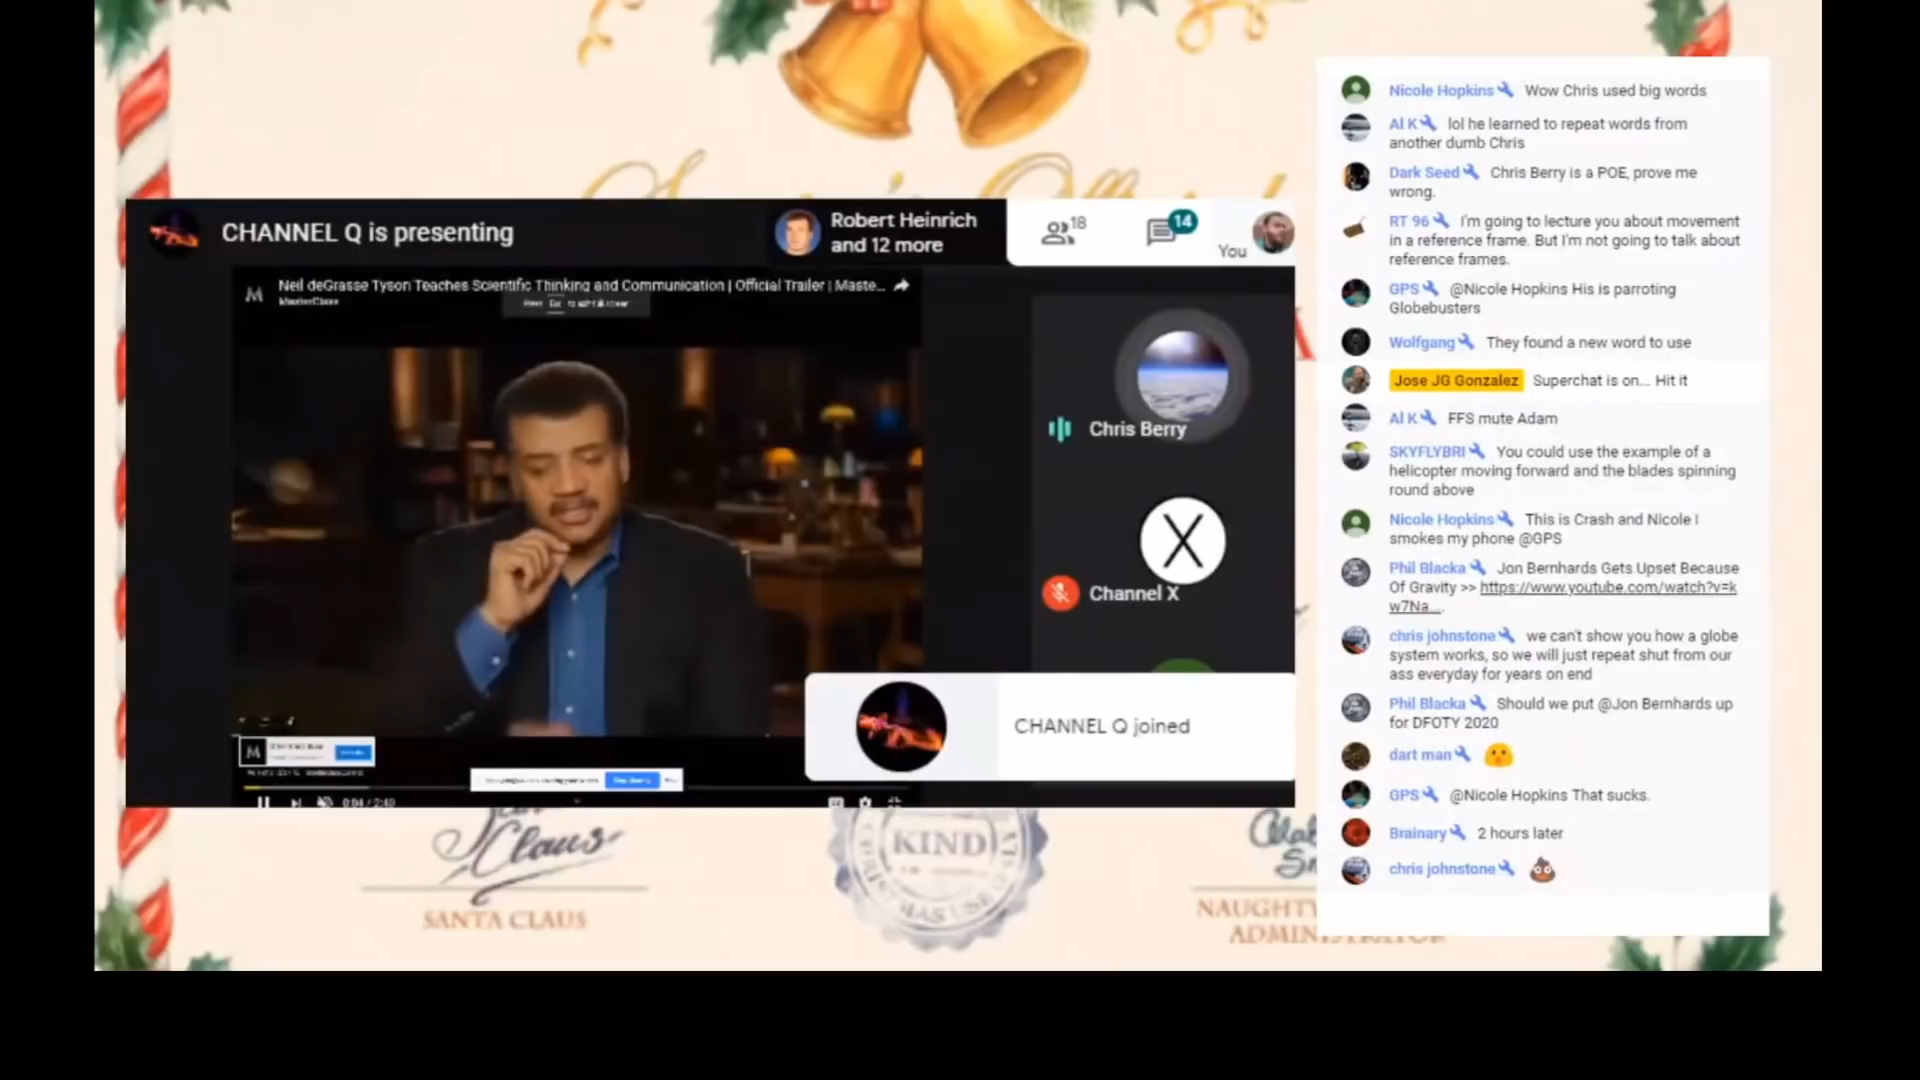 CHANNEL Q is presenting
Robert Heinrich
and 12 more
18
14
You
Neil deGrasse Tyson Teaches Scientific Thinking and Communication | Official Trailer | Maste...
MasterClass
Chris Berry
X
Channel X
CHANNEL Q joined
0:04 / 2:40
Claus
SANTA CLAUS
KIND
NAUGHTY
ADMINISTRATOR
Nicole Hopkins Wow Chris used big words
Al K lol he learned to repeat words from
another dumb Chris
Dark Seed Chris Berry is a POE, prove me
wrong.
RT 96 I'm going to lecture you about movement
in a reference frame. But I'm not going to talk about
reference frames.
GPS @Nicole Hopkins His is parroting
Globebusters
Wolfgang They found a new word to use
Jose JG Gonzalez Superchat is on... Hit it
Al K FFS mute Adam
SKYFLYBRI You could use the example of a
helicopter moving forward and the blades spinning
round above
Nicole Hopkins This is Crash and Nicole I
smokes my phone @GPS
Phil Blacka Jon Bernhards Gets Upset Because
Of Gravity >> https://www.youtube.com/watch?v=k
w7Na...
chris johnstone we can't show you how a globe
system works, so we will just repeat shut from our
ass everyday for years on end
Phil Blacka Should we put @Jon Bernhards up
for DFOTY 2020
dart man 😯
GPS @Nicole Hopkins That sucks.
Brainary 2 hours later
chris johnstone 💩